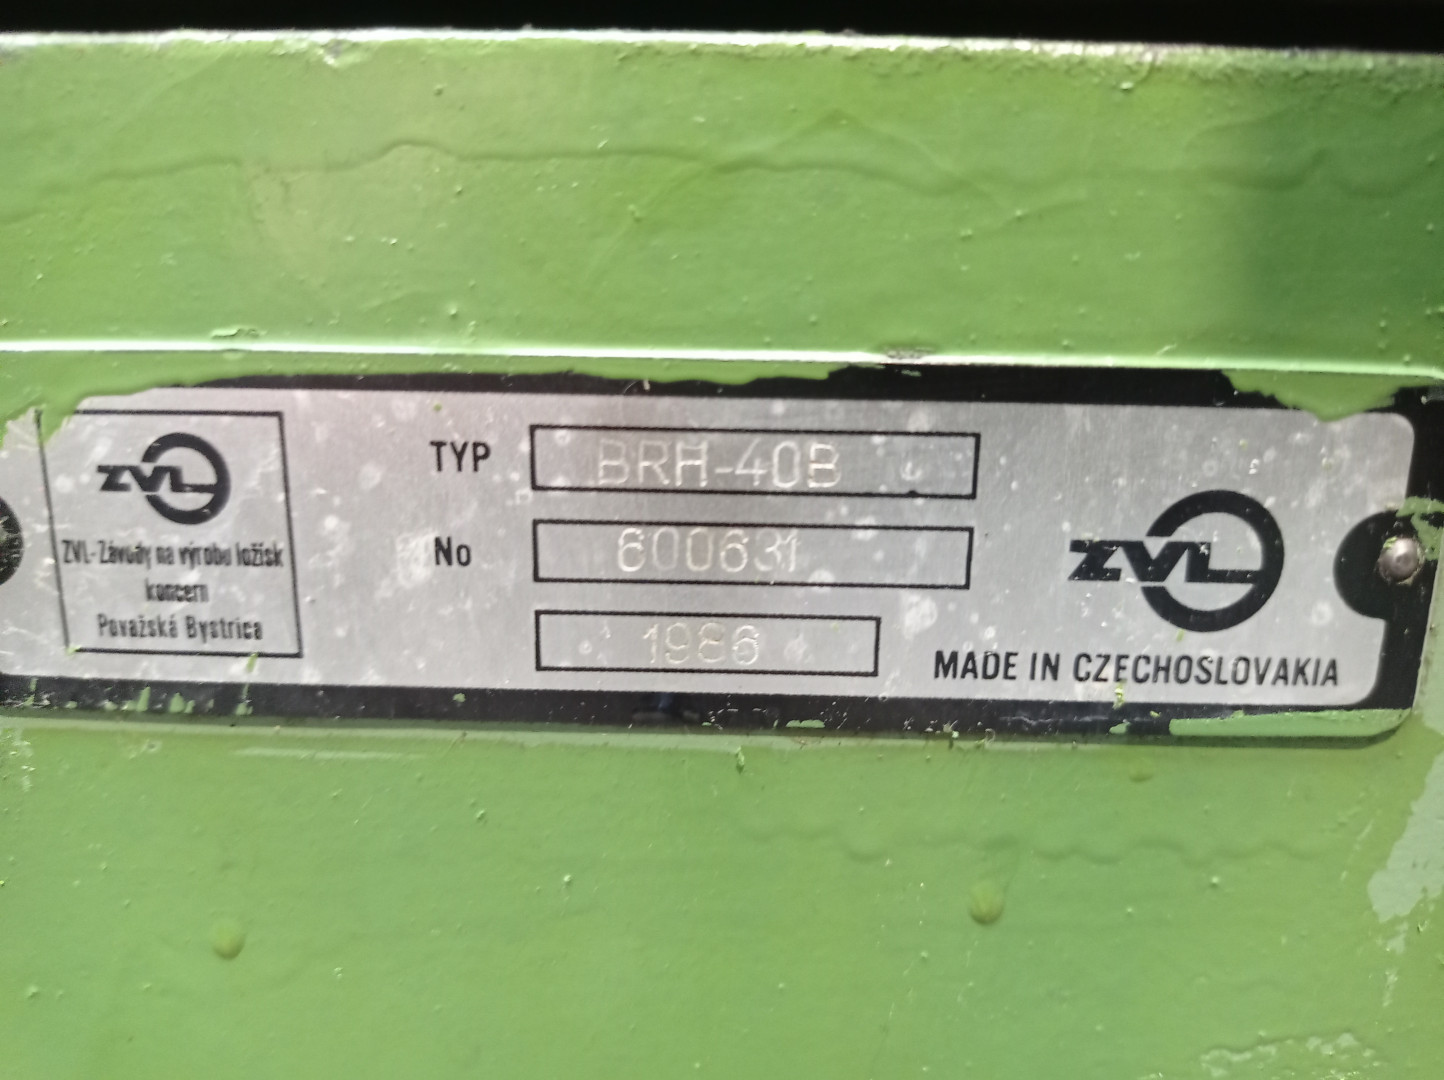 ZVL
ZVL-Závody na výrobu ložísk
koncern
Považská Bystrica
TYP BRH-40B
No 600631
1986
ZVL
MADE IN CZECHOSLOVAKIA